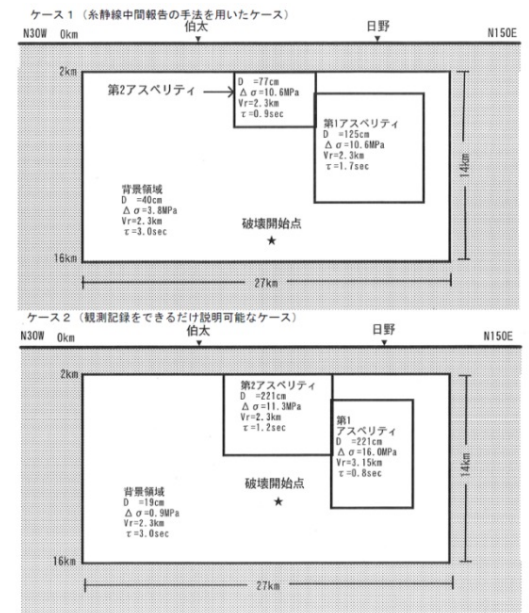 ケース１（糸静線中間報告の手法を用いたケース）
伯太
日野
N30W
0km
N150E
2km
第2アスペリティ
D =77cm
Δσ=10.6MPa
Vr=2.3km
τ=0.9sec
第1アスペリティ
D =125cm
Δσ=10.6MPa
Vr=2.3km
τ=1.7sec
14km
背景領域
D =40cm
Δσ=3.8MPa
Vr=2.3km
τ=3.0sec
破壊開始点
★
16km
27km
ケース２（観測記録をできるだけ説明可能なケース）
伯太
日野
N30W
0km
N150E
2km
第2アスペリティ
D =221cm
Δσ=11.3MPa
Vr=2.3km
τ=1.2sec
第1
アスペリティ
D =221cm
Δσ=16.0MPa
Vr=3.15km
τ=0.8sec
14km
背景領域
D =19cm
Δσ=0.9MPa
Vr=2.3km
τ=3.0sec
破壊開始点
★
16km
27km